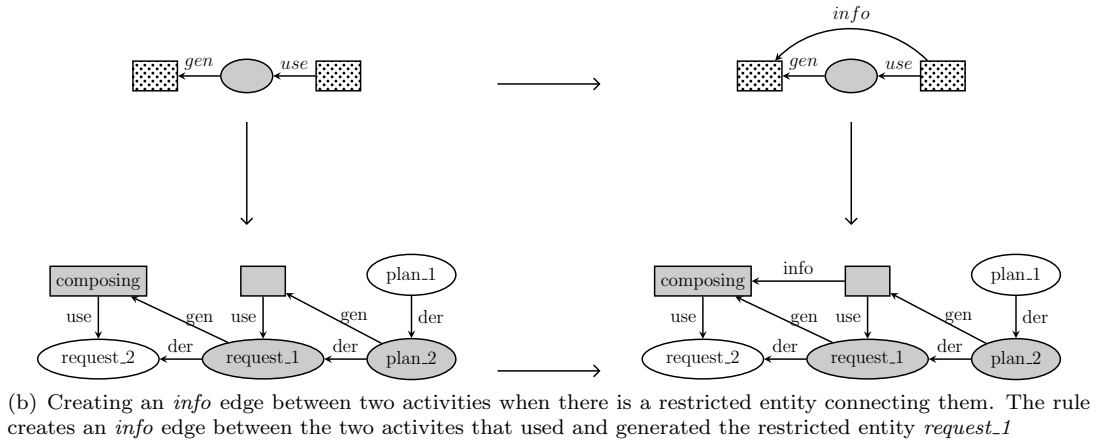 info
gen use gen use
composing plan_1 composing info plan_1
use gen use gen der use gen use gen der
request_2 der request_1 der plan_2 request_2 der request_1 der plan_2
(b) Creating an info edge between two activities when there is a restricted entity connecting them. The rule
creates an info edge between the two activites that used and generated the restricted entity request_1